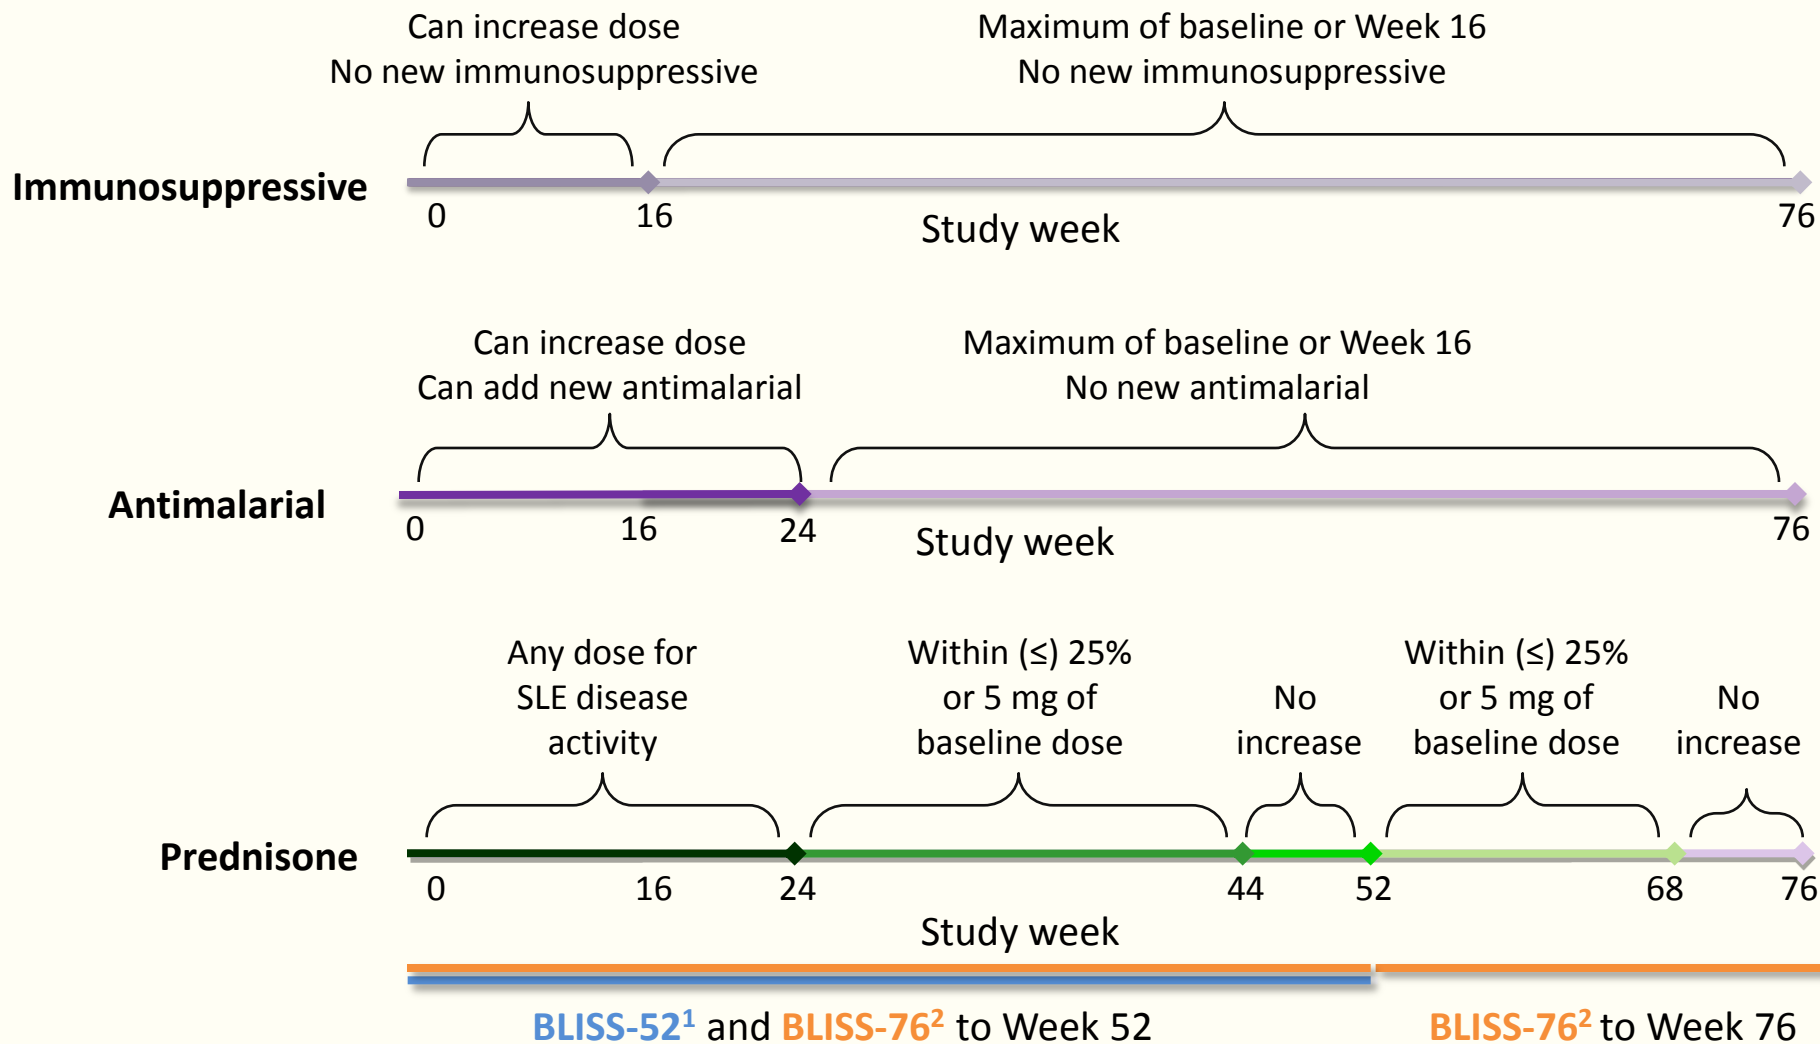 Can increase dose
No new immunosuppressive
Maximum of baseline or Week 16
No new immunosuppressive
Immunosuppressive
0 16 76
Study week
Can increase dose
Can add new antimalarial
Maximum of baseline or Week 16
No new antimalarial
Antimalarial
0 16 24 76
Study week
Any dose for
SLE disease
activity
Within (≤) 25%
or 5 mg of
baseline dose
No
increase
Within (≤) 25%
or 5 mg of
baseline dose
No
increase
Prednisone
0 16 24 44 52 68 76
Study week
BLISS-52¹ and BLISS-76² to Week 52
BLISS-76² to Week 76